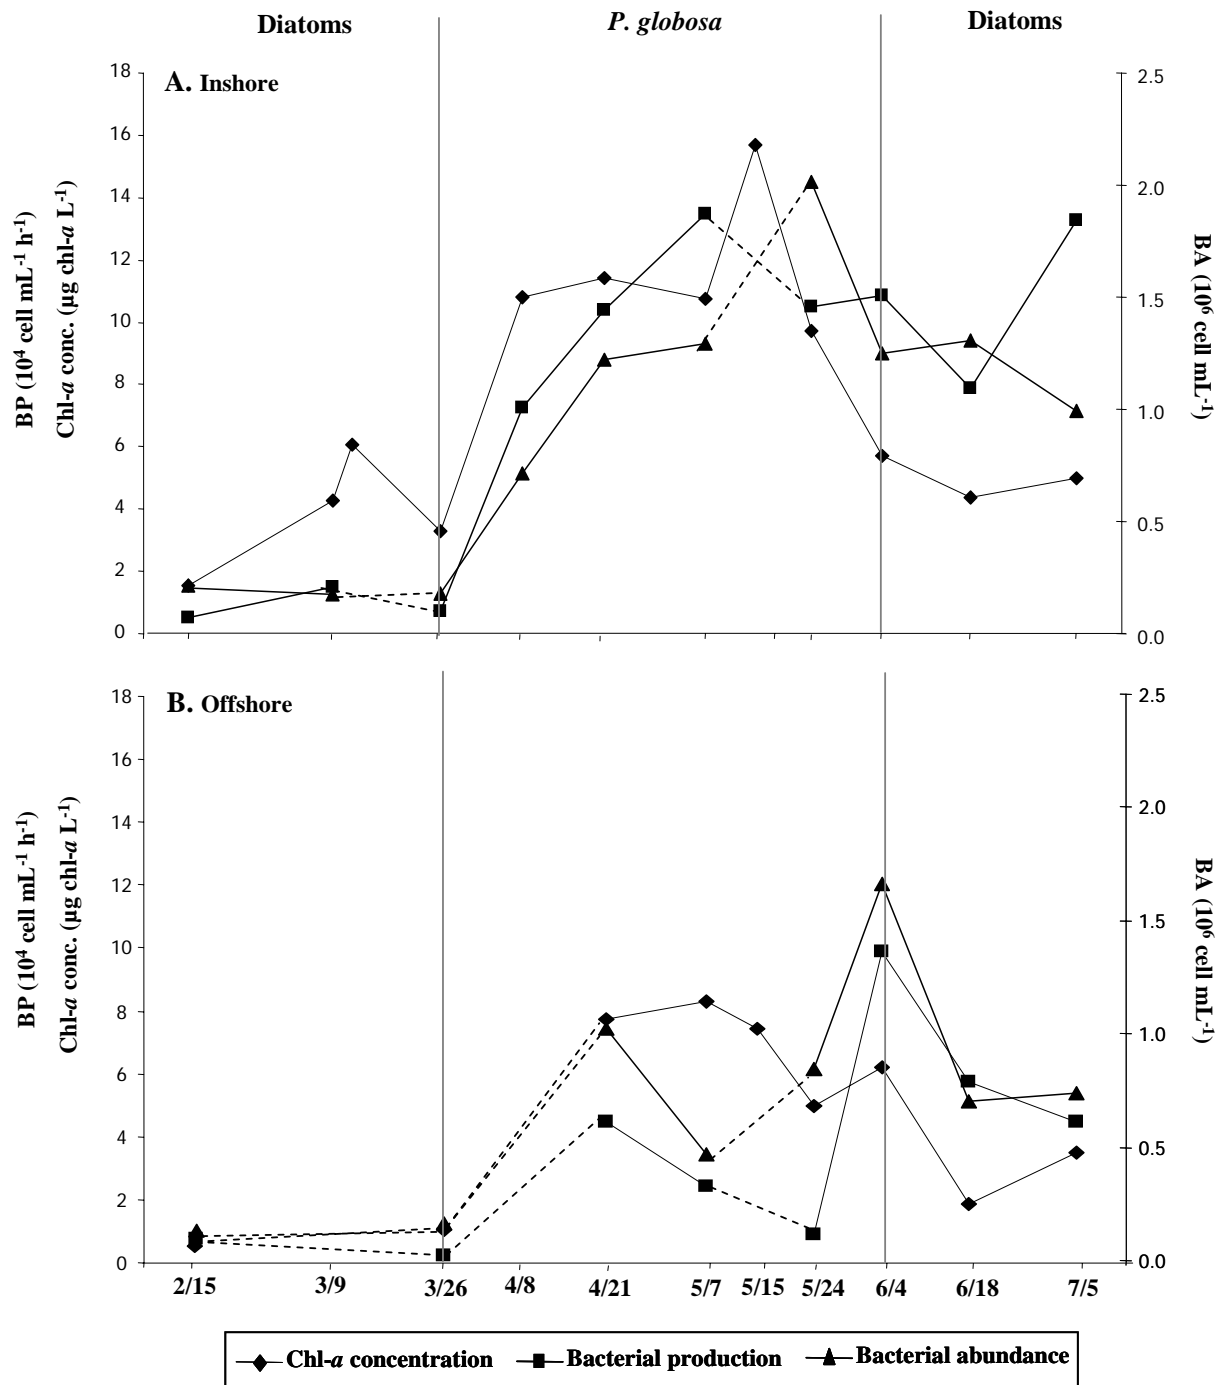 Diatoms P. globosa Diatoms
A. Inshore
18
16
14
12
10
8
6
4
2
0
BP (10⁴ cell mL⁻¹ h⁻¹)
Chl-a conc. (µg chl-a L⁻¹)
2.5
2.0
1.5
1.0
0.5
0.0
BA (10⁶ cell mL⁻¹)
B. Offshore
18
16
14
12
10
8
6
4
2
0
BP (10⁴ cell mL⁻¹ h⁻¹)
Chl-a conc. (µg chl-a L⁻¹)
2.5
2.0
1.5
1.0
0.5
0.0
BA (10⁶ cell mL⁻¹)
2/15 3/9 3/26 4/8 4/21 5/7 5/15 5/24 6/4 6/18 7/5
Chl-a concentration Bacterial production Bacterial abundance